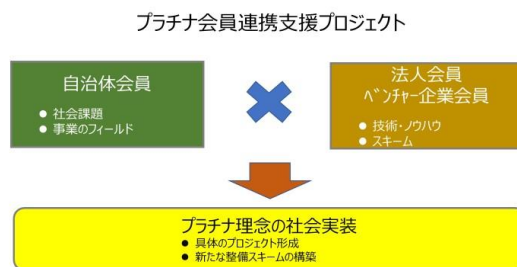 プラチナ会員連携支援プロジェクト
自治体会員
● 社会課題
● 事業のフィールド
法人会員
ベンチャー企業会員
● 技術・ノウハウ
● スキーム
プラチナ理念の社会実装
● 具体のプロジェクト形成
● 新たな整備スキームの構築